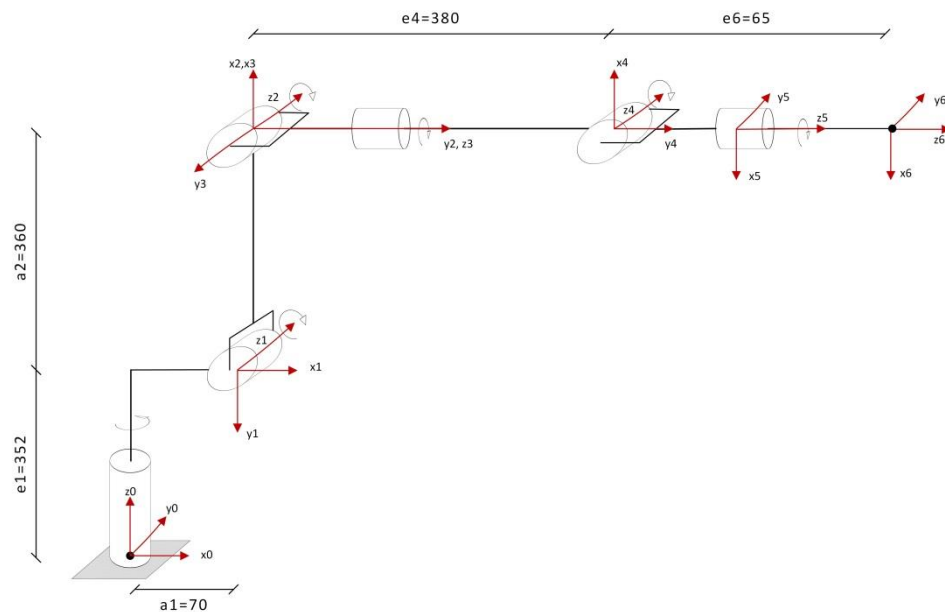 e4=380
e6=65
x2,x3
z2
y2, z3
y3
x4
z4
y4
y5
z5
x5
y6
z6
x6
a2=360
z1
x1
y1
e1=352
z0
y0
x0
a1=70